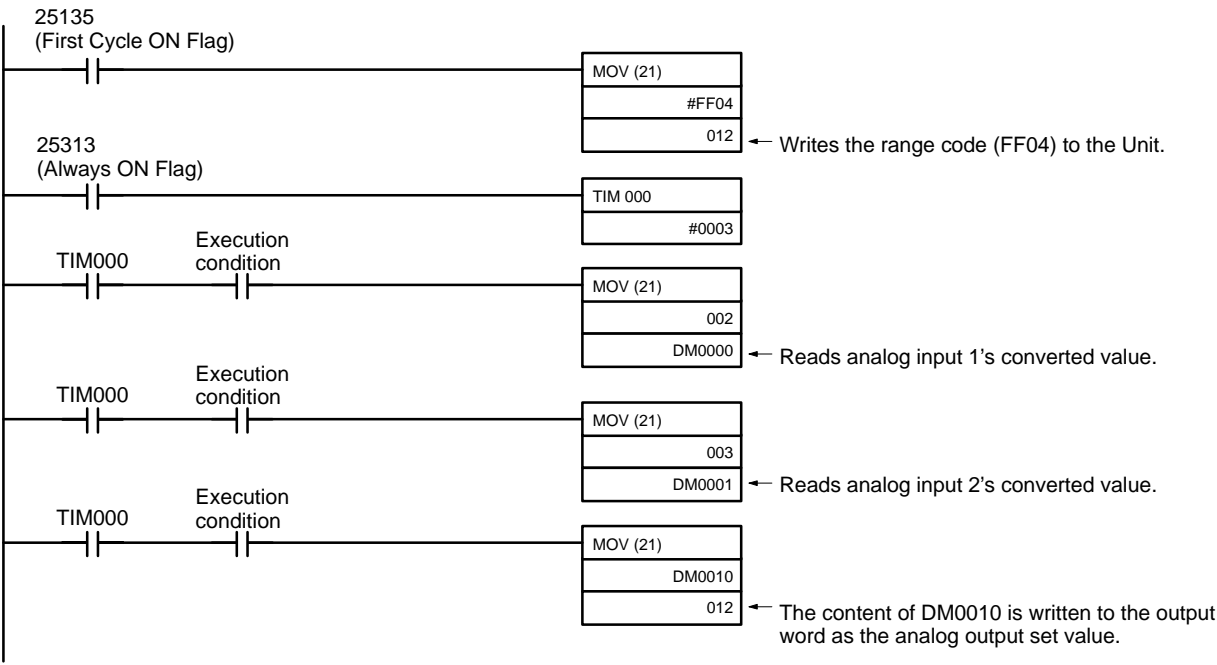 25135
(First Cycle ON Flag)
MOV (21)
#FF04
012
Writes the range code (FF04) to the Unit.
25313
(Always ON Flag)
TIM 000
#0003
TIM000
Execution
condition
MOV (21)
002
DM0000
Reads analog input 1’s converted value.
TIM000
Execution
condition
MOV (21)
003
DM0001
Reads analog input 2’s converted value.
TIM000
Execution
condition
MOV (21)
DM0010
012
The content of DM0010 is written to the output
word as the analog output set value.